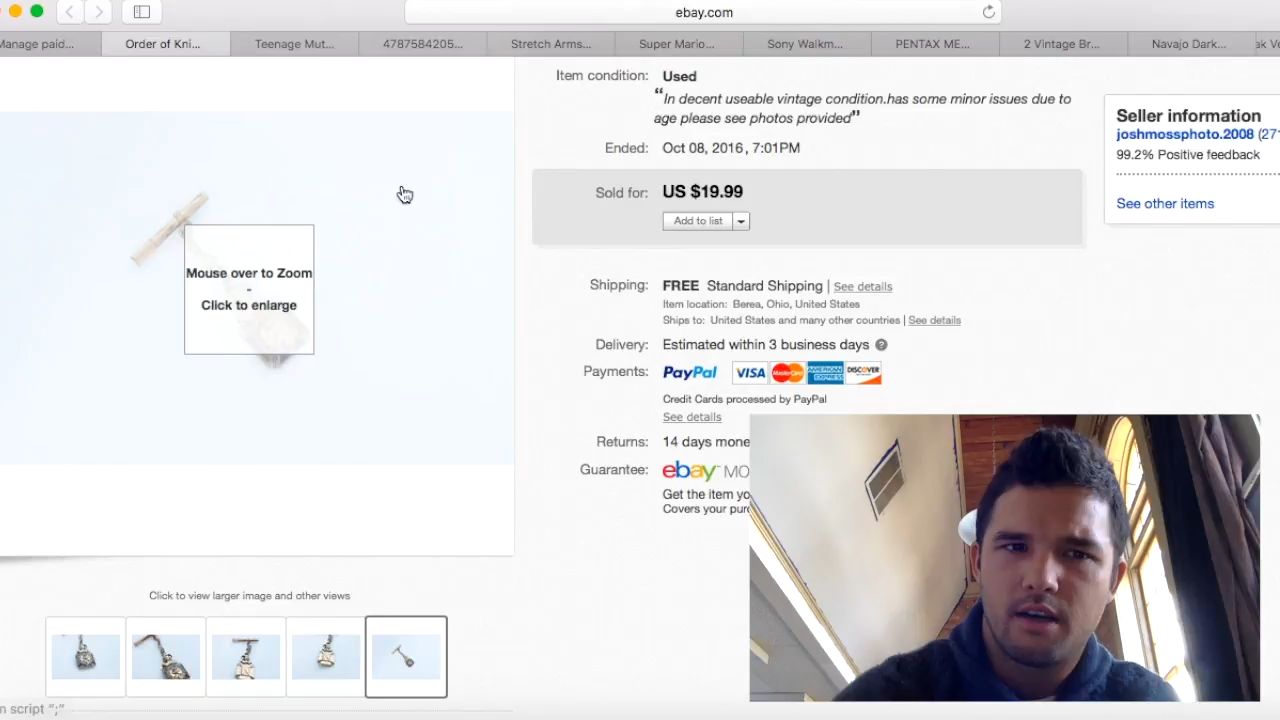 ebay.com
Manage paid...
Order of Kni...
Teenage Mut...
4787584205...
Stretch Arms...
Super Mario...
Sony Walkm...
PENTAX ME...
2 Vintage Br...
Navajo Dark...
ak Ve
Item condition: Used
“In decent useable vintage condition.has some minor issues due to
age please see photos provided”
Ended: Oct 08, 2016 , 7:01PM
Sold for: US $19.99
Add to list
Shipping: FREE Standard Shipping | See details
Item location: Berea, Ohio, United States
Ships to: United States and many other countries | See details
Delivery: Estimated within 3 business days ?
Payments: PayPal VISA MasterCard AMERICAN EXPRESS DISCOVER
Credit Cards processed by PayPal
See details
Returns: 14 days mone
Guarantee: ebay MO
Get the item yo
Covers your purc
Seller information
joshmossphoto.2008 (271
99.2% Positive feedback
See other items
Mouse over to Zoom
-
Click to enlarge
Click to view larger image and other views
n script ";"